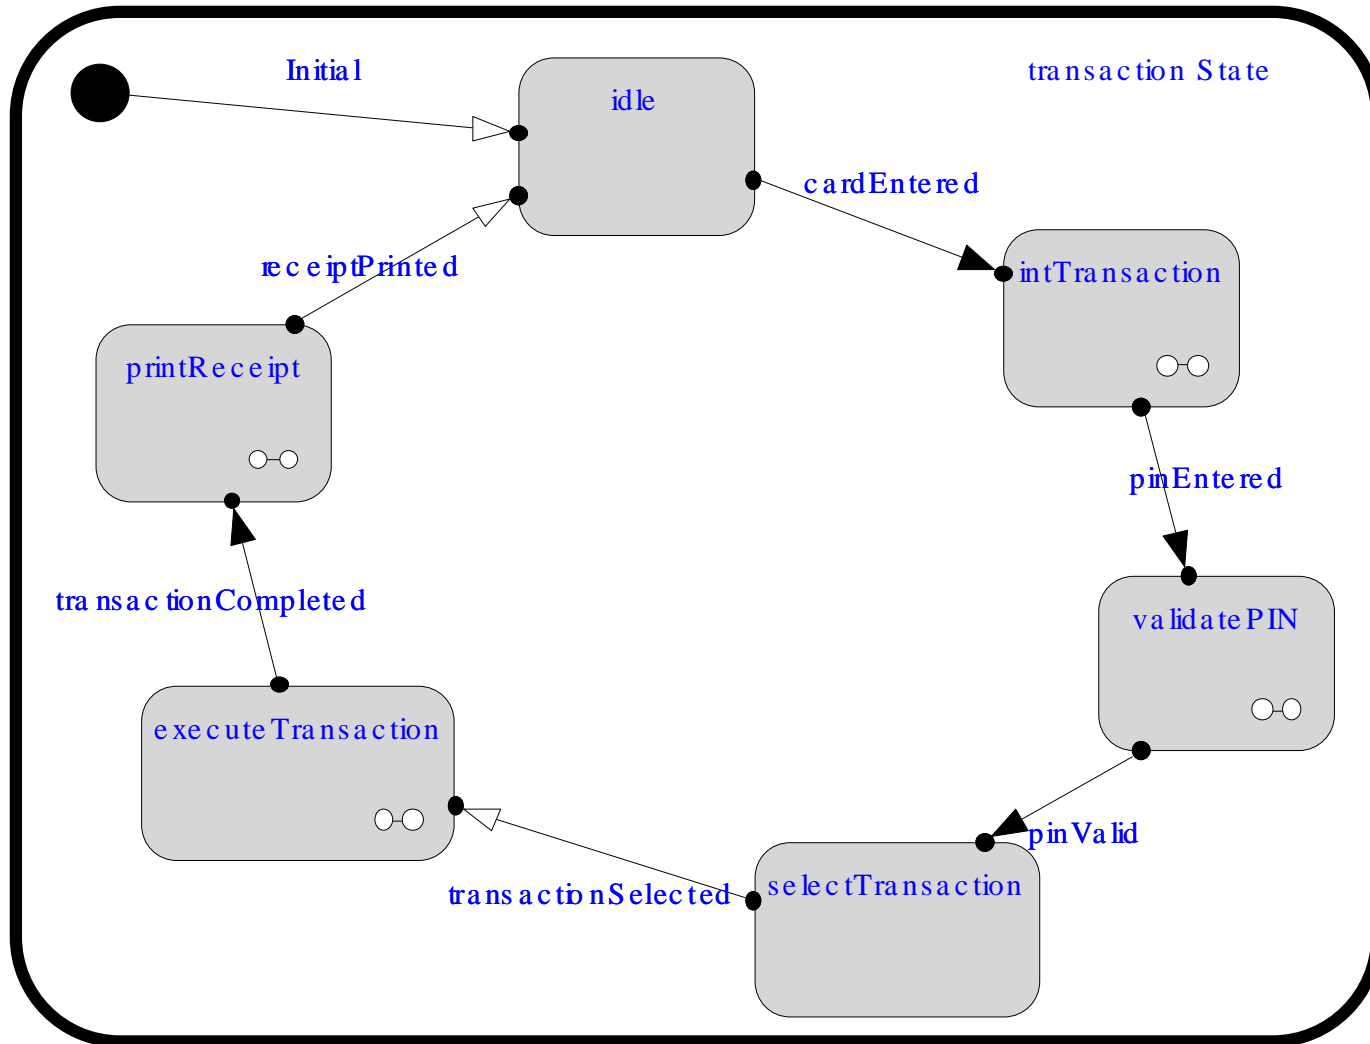 Initial
idle
transaction State
cardEntered
intTransaction
receiptPrinted
printReceipt
pinEntered
transactionCompleted
validatePIN
executeTransaction
pinValid
selectTransaction
transactionSelected